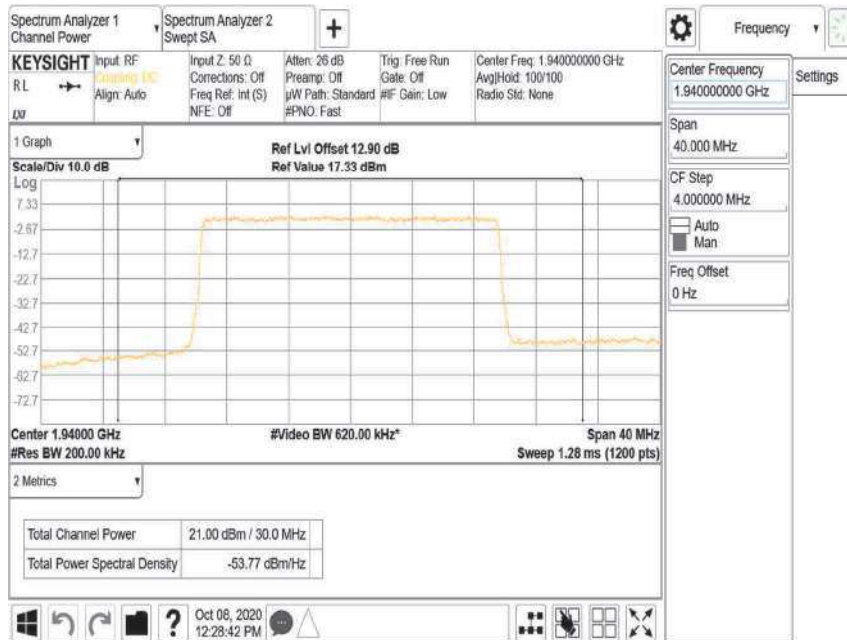 Spectrum Analyzer 1
Channel Power
Spectrum Analyzer 2
Swept SA
+
Frequency
KEYSIGHT
Input: RF
Coupling: DC
Align: Auto
RL
LXI
Input Z: 50 Ω
Corrections: Off
Freq Ref: Int (S)
NFE: Off
Atten: 26 dB
Preamp: Off
µW Path: Standard
#PNO: Fast
Trig: Free Run
Gate: Off
#IF Gain: Low
Center Freq: 1.940000000 GHz
Avg|Hold: 100/100
Radio Std: None
Center Frequency
1.940000000 GHz
Settings
Span
40.000 MHz
CF Step
4.000000 MHz
Auto
Man
Freq Offset
0 Hz
1 Graph
Scale/Div 10.0 dB
Ref Lvl Offset 12.90 dB
Ref Value 17.33 dBm
Log
7.33
-2.67
-12.7
-22.7
-32.7
-42.7
-52.7
-62.7
-72.7
Center 1.94000 GHz
#Res BW 200.00 kHz
#Video BW 620.00 kHz*
Span 40 MHz
Sweep 1.28 ms (1200 pts)
2 Metrics
Total Channel Power 21.00 dBm / 30.0 MHz
Total Power Spectral Density -53.77 dBm/Hz
?
Oct 08, 2020
12:28:42 PM